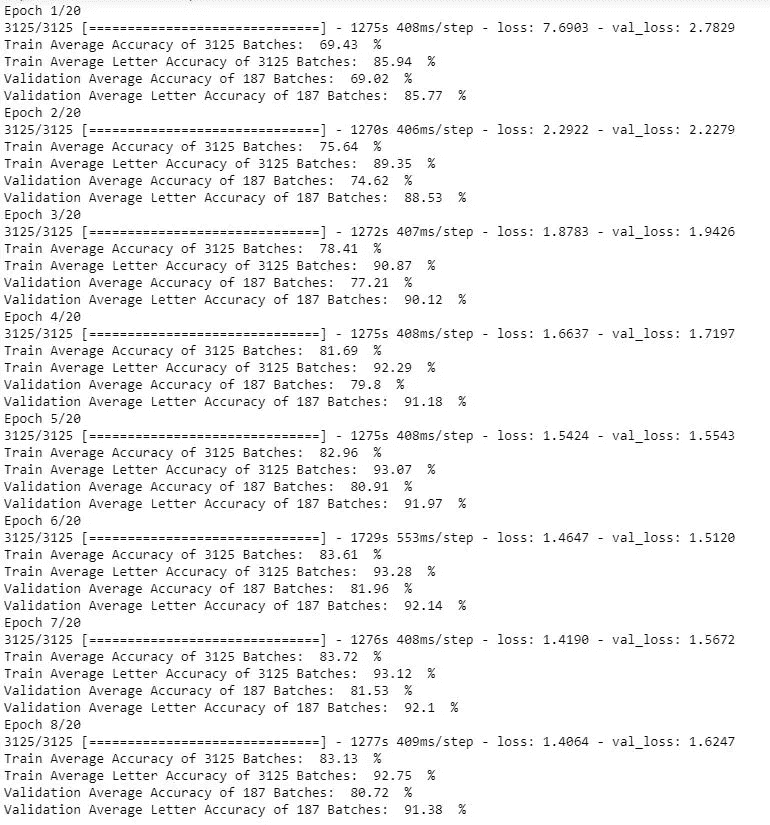 Epoch 1/20
3125/3125 [==============================] - 1275s 408ms/step - loss: 7.6903 - val_loss: 2.7829
Train Average Accuracy of 3125 Batches:  69.43  %
Train Average Letter Accuracy of 3125 Batches:  85.94  %
Validation Average Accuracy of 187 Batches:  69.02  %
Validation Average Letter Accuracy of 187 Batches:  85.77  %
Epoch 2/20
3125/3125 [==============================] - 1270s 406ms/step - loss: 2.2922 - val_loss: 2.2279
Train Average Accuracy of 3125 Batches:  75.64  %
Train Average Letter Accuracy of 3125 Batches:  89.35  %
Validation Average Accuracy of 187 Batches:  74.62  %
Validation Average Letter Accuracy of 187 Batches:  88.53  %
Epoch 3/20
3125/3125 [==============================] - 1272s 407ms/step - loss: 1.8783 - val_loss: 1.9426
Train Average Accuracy of 3125 Batches:  78.41  %
Train Average Letter Accuracy of 3125 Batches:  90.87  %
Validation Average Accuracy of 187 Batches:  77.21  %
Validation Average Letter Accuracy of 187 Batches:  90.12  %
Epoch 4/20
3125/3125 [==============================] - 1275s 408ms/step - loss: 1.6637 - val_loss: 1.7197
Train Average Accuracy of 3125 Batches:  81.69  %
Train Average Letter Accuracy of 3125 Batches:  92.29  %
Validation Average Accuracy of 187 Batches:  79.8  %
Validation Average Letter Accuracy of 187 Batches:  91.18  %
Epoch 5/20
3125/3125 [==============================] - 1275s 408ms/step - loss: 1.5424 - val_loss: 1.5543
Train Average Accuracy of 3125 Batches:  82.96  %
Train Average Letter Accuracy of 3125 Batches:  93.07  %
Validation Average Accuracy of 187 Batches:  80.91  %
Validation Average Letter Accuracy of 187 Batches:  91.97  %
Epoch 6/20
3125/3125 [==============================] - 1729s 553ms/step - loss: 1.4647 - val_loss: 1.5120
Train Average Accuracy of 3125 Batches:  83.61  %
Train Average Letter Accuracy of 3125 Batches:  93.28  %
Validation Average Accuracy of 187 Batches:  81.96  %
Validation Average Letter Accuracy of 187 Batches:  92.14  %
Epoch 7/20
3125/3125 [==============================] - 1276s 408ms/step - loss: 1.4190 - val_loss: 1.5672
Train Average Accuracy of 3125 Batches:  83.72  %
Train Average Letter Accuracy of 3125 Batches:  93.12  %
Validation Average Accuracy of 187 Batches:  81.53  %
Validation Average Letter Accuracy of 187 Batches:  92.1  %
Epoch 8/20
3125/3125 [==============================] - 1277s 409ms/step - loss: 1.4064 - val_loss: 1.6247
Train Average Accuracy of 3125 Batches:  83.13  %
Train Average Letter Accuracy of 3125 Batches:  92.75  %
Validation Average Accuracy of 187 Batches:  80.72  %
Validation Average Letter Accuracy of 187 Batches:  91.38  %